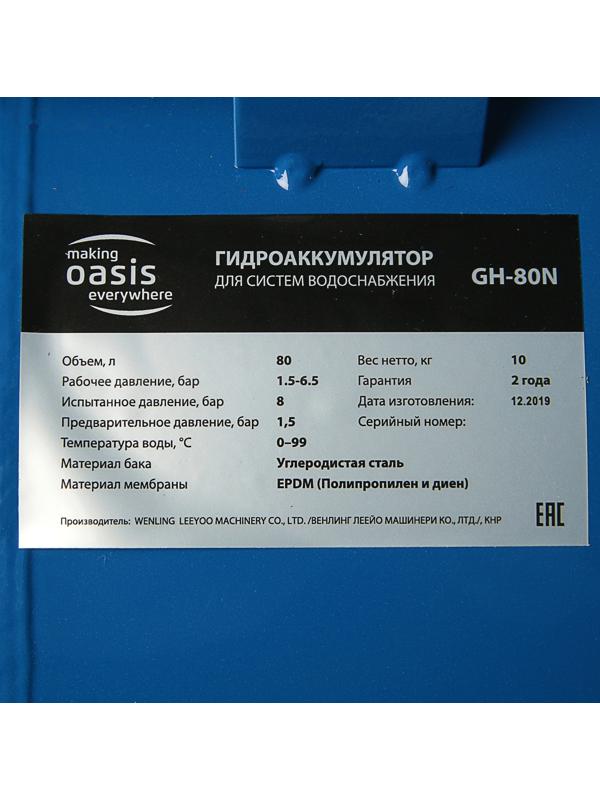 making
oasis
everywhere
ГИДРОАККУМУЛЯТОР
ДЛЯ СИСТЕМ ВОДОСНАБЖЕНИЯ
GH-80N
Объем, л 80
Рабочее давление, бар 1.5-6.5
Испытанное давление, бар 8
Предварительное давление, бар 1,5
Температура воды, °C 0–99
Материал бака Углеродистая сталь
Материал мембраны EPDM (Полипропилен и диен)
Вес нетто, кг 10
Гарантия 2 года
Дата изготовления: 12.2019
Серийный номер:
Производитель: WENLING LEEYOO MACHINERY CO., LTD. /ВЕНЛИНГ ЛЕЕЙО МАШИНЕРИ КО., ЛТД./, КНР
EAC